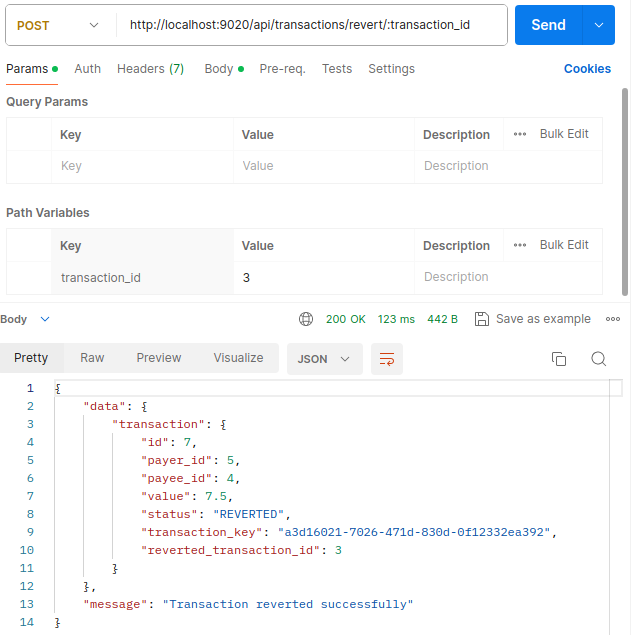 POST http://localhost:9020/api/transactions/revert/:transaction_id Send
Params Auth Headers (7) Body Pre-req. Tests Settings Cookies
Query Params
Key Value Description Bulk Edit
Key Value Description
Path Variables
Key Value Description Bulk Edit
transaction_id 3 Description
Body 200 OK 123 ms 442 B Save as example
Pretty Raw Preview Visualize JSON
1 {
2 "data": {
3 "transaction": {
4 "id": 7,
5 "payer_id": 5,
6 "payee_id": 4,
7 "value": 7.5,
8 "status": "REVERTED",
9 "transaction_key": "a3d16021-7026-471d-830d-0f12332ea392",
10 "reverted_transaction_id": 3
11 }
12 },
13 "message": "Transaction reverted successfully"
14 }